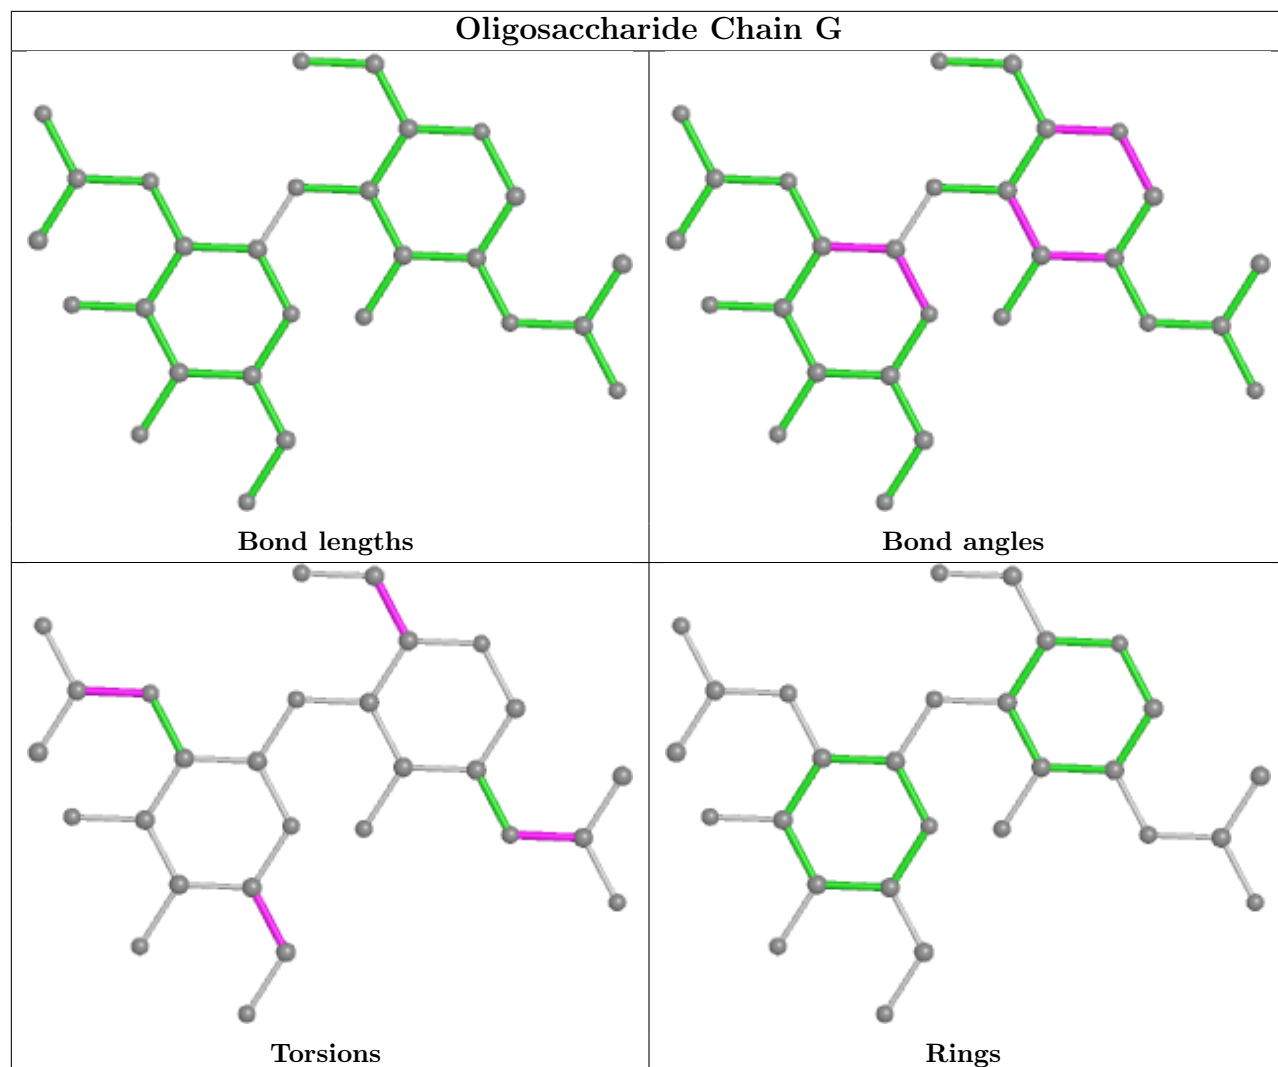 Oligosaccharide Chain G
Bond lengths
Bond angles
Torsions
Rings